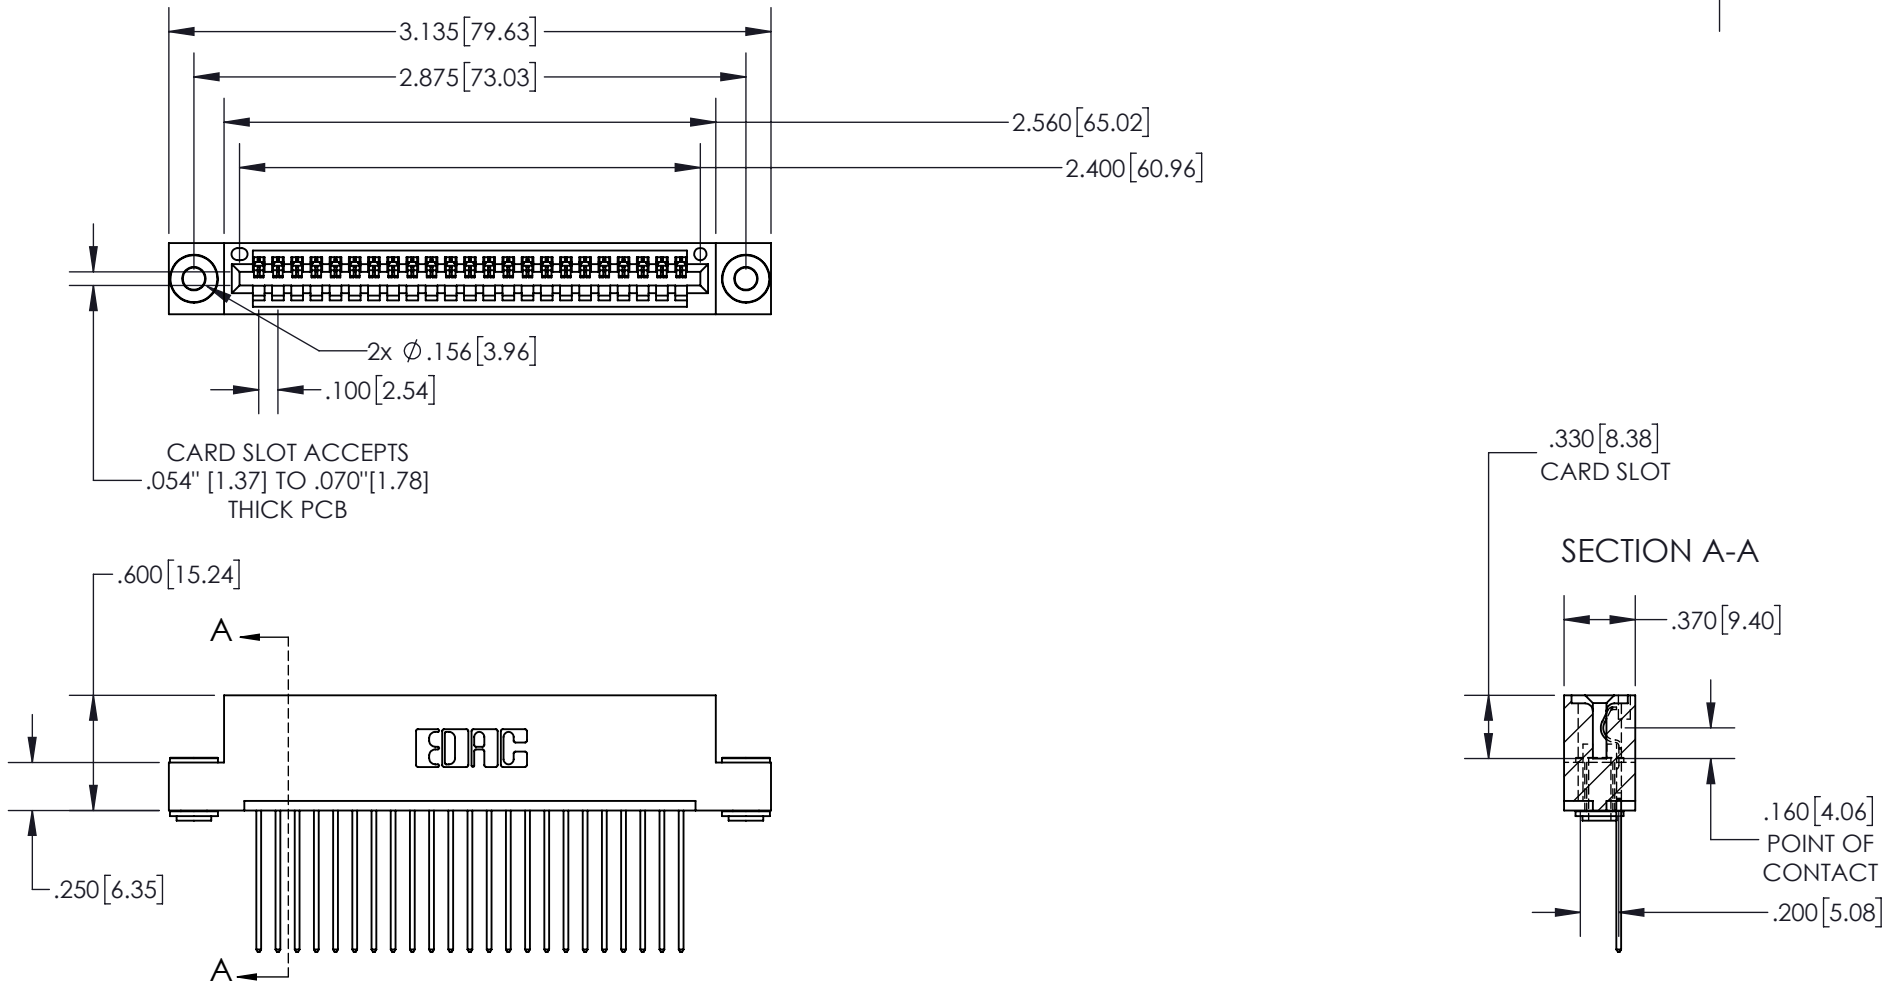 3.135[79.63]
2.875[73.03]
2.560[65.02]
2.400[60.96]
2x Ø.156[3.96]
.100[2.54]
CARD SLOT ACCEPTS
.054" [1.37] TO .070"[1.78]
THICK PCB
.330[8.38]
CARD SLOT
SECTION A-A
.600[15.24]
A
.370[9.40]
EDAC
.160[4.06]
POINT OF
CONTACT
.250[6.35]
.200[5.08]
A